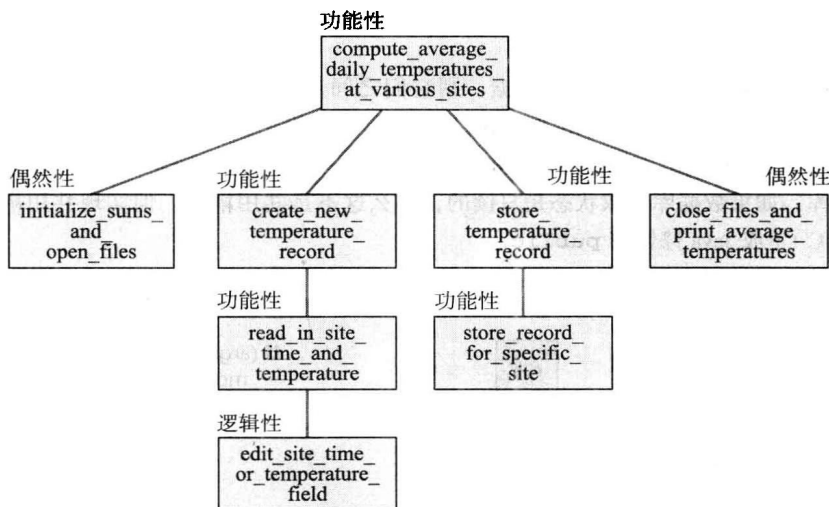 功能性
compute_average_
daily_temperatures_
at_various_sites
偶然性
initialize_sums_
and_
open_files
功能性
create_new_
temperature_
record
功能性
store_
temperature_
record
偶然性
close_files_and_
print_average_
temperatures
功能性
read_in_site_
time_and_
temperature
功能性
store_record_
for_specific_
site
逻辑性
edit_site_time_
or_temperature_
field